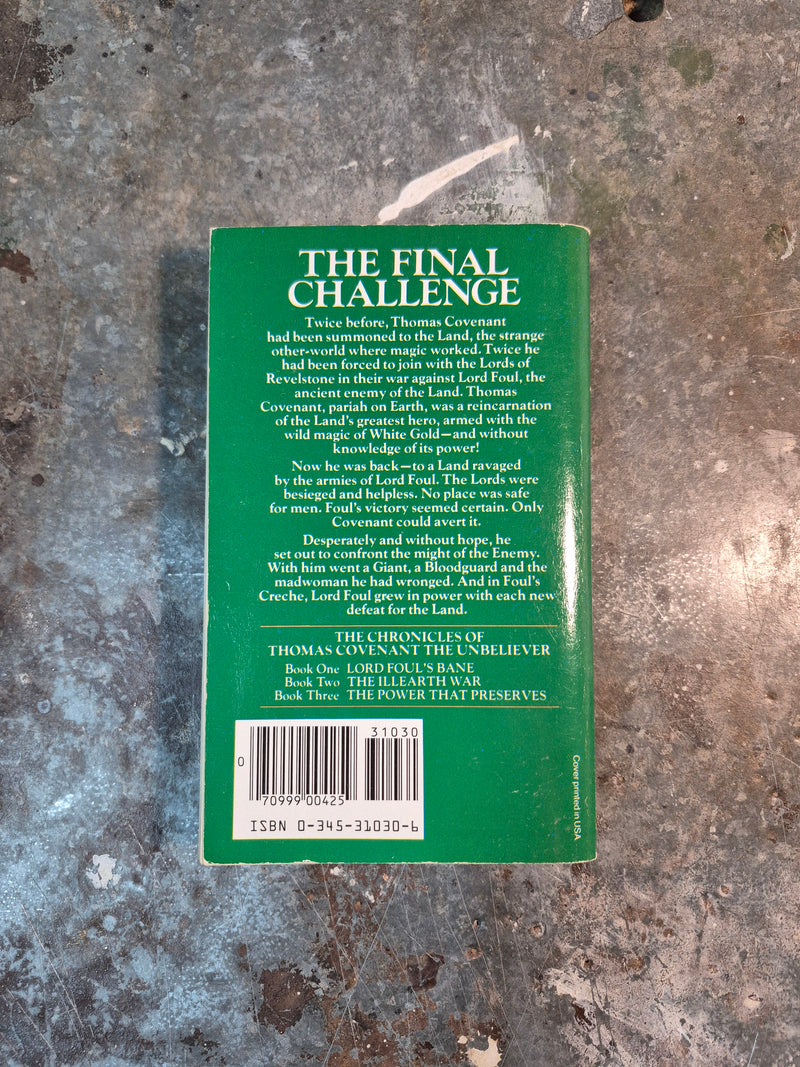 THE FINAL
CHALLENGE
Twice before, Thomas Covenant
had been summoned to the Land, the strange
other-world where magic worked. Twice he
had been forced to join with the Lords of
Revelstone in their war against Lord Foul, the
ancient enemy of the Land. Thomas
Covenant, pariah on Earth, was a reincarnation
of the Land's greatest hero, armed with the
wild magic of White Gold—and without
knowledge of its power!
Now he was back—to a Land ravaged
by the armies of Lord Foul. The Lords were
besieged and helpless. No place was safe
for men. Foul's victory seemed certain. Only
Covenant could avert it.
Desperately and without hope, he
set out to confront the might of the Enemy.
With him went a Giant, a Bloodguard and the
madwoman he had wronged. And in Foul's
Creche, Lord Foul grew in power with each new
defeat for the Land.
THE CHRONICLES OF
THOMAS COVENANT THE UNBELIEVER
Book One LORD FOUL'S BANE
Book Two THE ILLEARTH WAR
Book Three THE POWER THAT PRESERVES
31030
0
70999 00425
ISBN 0-345-31030-6
Cover printed in USA